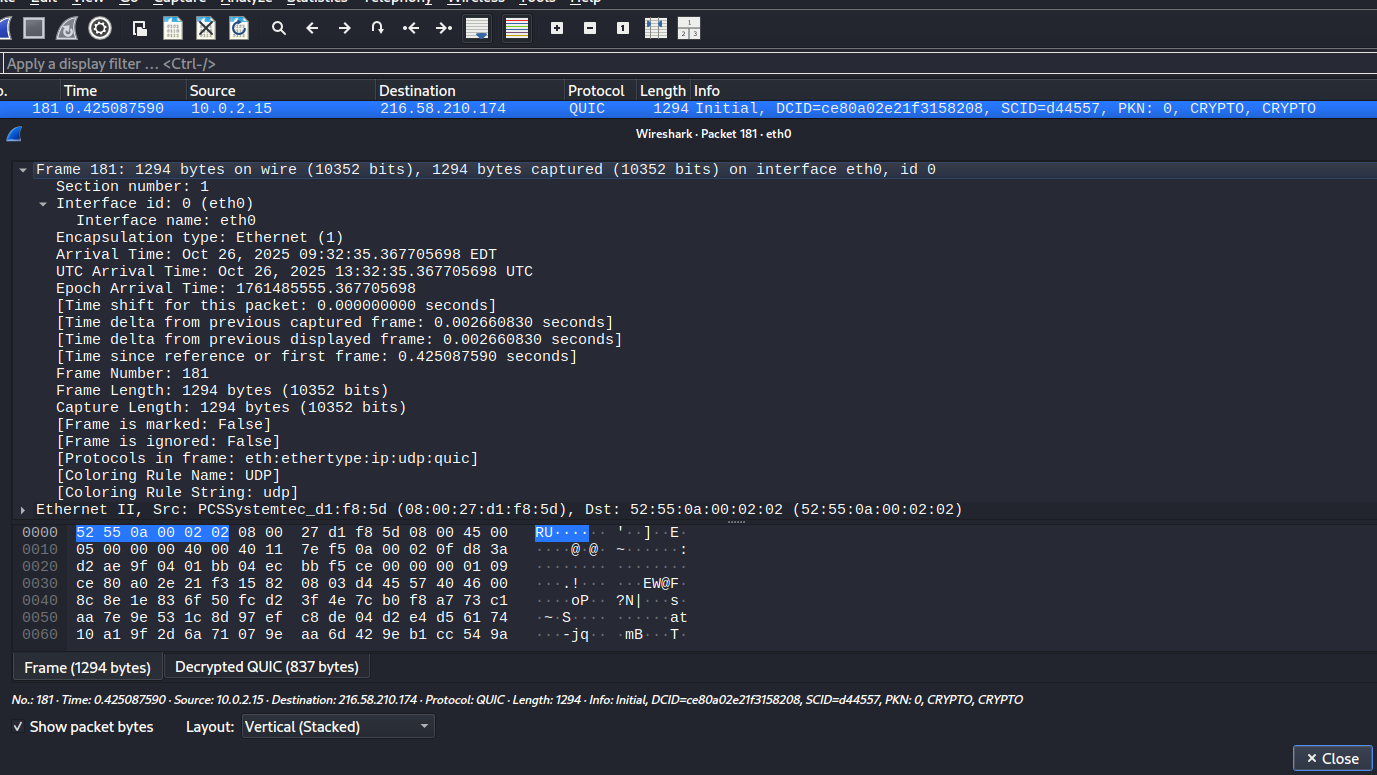 Edit View Go Capture Analyze Statistics Telephony Wireless Tools Help
Apply a display filter … <Ctrl-/>
Time Source Destination Protocol Length Info
181 0.425087590 10.0.2.15 216.58.210.174 QUIC 1294 Initial, DCID=ce80a02e21f3158208, SCID=d44557, PKN: 0, CRYPTO, CRYPTO
Wireshark · Packet 181 · eth0
Frame 181: 1294 bytes on wire (10352 bits), 1294 bytes captured (10352 bits) on interface eth0, id 0
Section number: 1
Interface id: 0 (eth0)
Interface name: eth0
Encapsulation type: Ethernet (1)
Arrival Time: Oct 26, 2025 09:32:35.367705698 EDT
UTC Arrival Time: Oct 26, 2025 13:32:35.367705698 UTC
Epoch Arrival Time: 1761485555.367705698
[Time shift for this packet: 0.000000000 seconds]
[Time delta from previous captured frame: 0.002660830 seconds]
[Time delta from previous displayed frame: 0.002660830 seconds]
[Time since reference or first frame: 0.425087590 seconds]
Frame Number: 181
Frame Length: 1294 bytes (10352 bits)
Capture Length: 1294 bytes (10352 bits)
[Frame is marked: False]
[Frame is ignored: False]
[Protocols in frame: eth:ethertype:ip:udp:quic]
[Coloring Rule Name: UDP]
[Coloring Rule String: udp]
Ethernet II, Src: PCSSystemtec_d1:f8:5d (08:00:27:d1:f8:5d), Dst: 52:55:0a:00:02:02 (52:55:0a:00:02:02)
0000 52 55 0a 00 02 02 08 00 27 d1 f8 5d 08 00 45 00 RU······ '··]··E·
0010 05 00 00 00 40 00 40 11 7e f5 0a 00 02 0f d8 3a ····@·@· ~······:
0020 d2 ae 9f 04 01 bb 04 ec bb f5 ce 00 00 00 01 09 ········ ········
0030 ce 80 a0 2e 21 f3 15 82 08 03 d4 45 57 40 46 00 ···.!··· ···EW@F·
0040 8c 8e 1e 83 6f 50 fc d2 3f 4e 7c b0 f8 a7 73 c1 ····oP·· ?N|···s·
0050 aa 7e 9e 53 1c 8d 97 ef c8 de 04 d2 e4 d5 61 74 ·~·S···· ······at
0060 10 a1 9f 2d 6a 71 07 9e aa 6d 42 9e b1 cc 54 9a ···-jq·· ·mB···T·
Frame (1294 bytes) Decrypted QUIC (837 bytes)
No.: 181 · Time: 0.425087590 · Source: 10.0.2.15 · Destination: 216.58.210.174 · Protocol: QUIC · Length: 1294 · Info: Initial, DCID=ce80a02e21f3158208, SCID=d44557, PKN: 0, CRYPTO, CRYPTO
Show packet bytes Layout: Vertical (Stacked)
Close